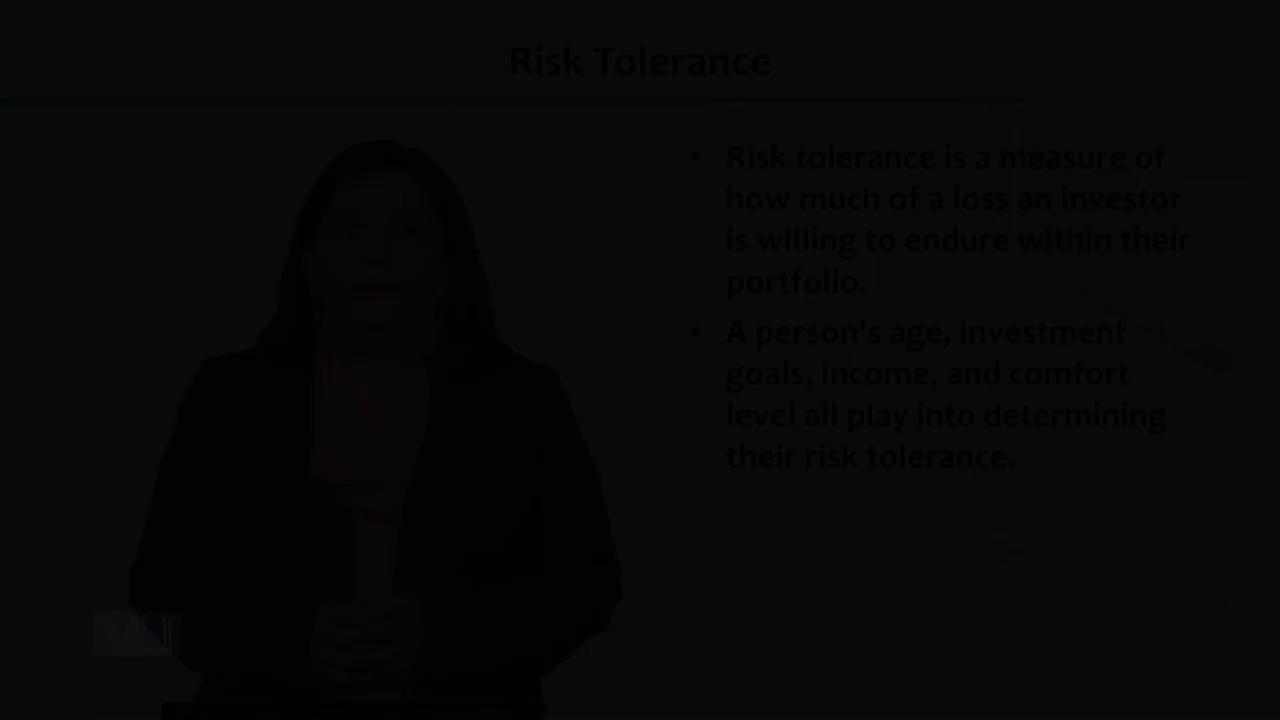 Risk Tolerance
• Risk tolerance is a measure of
how much of a loss an investor
is willing to endure within their
portfolio.
• A person's age, investment
goals, income, and comfort
level all play into determining
their risk tolerance.